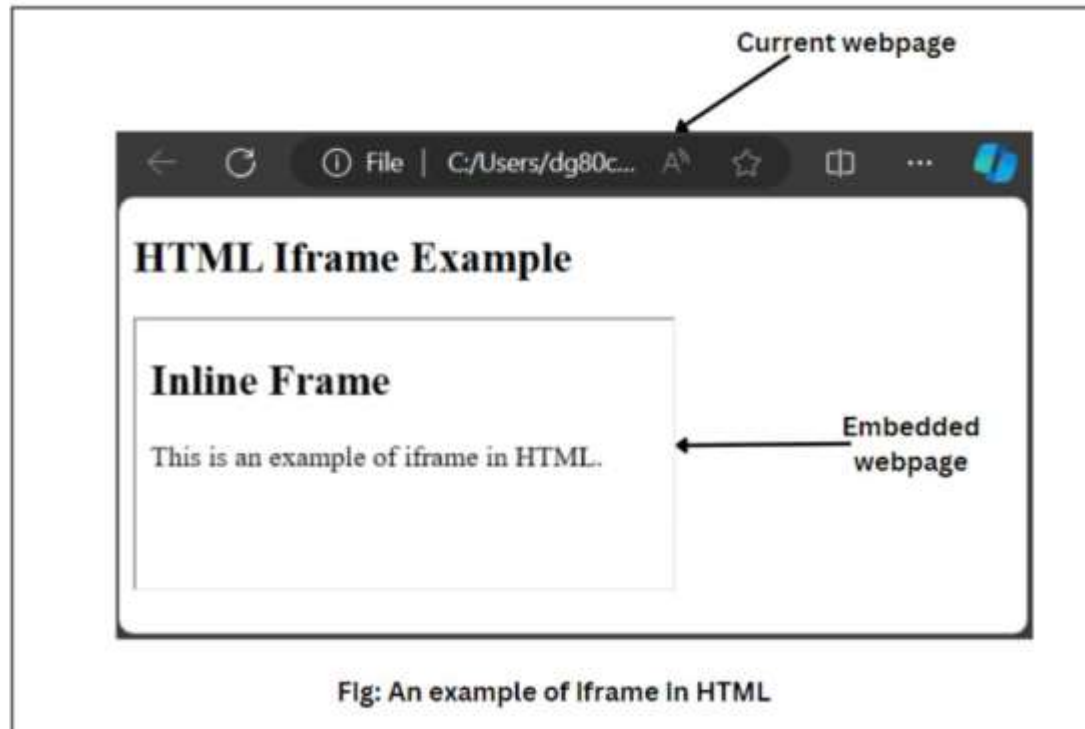 Current webpage
File | C:/Users/dg80c... A
HTML Iframe Example
Inline Frame
This is an example of iframe in HTML.
Embedded
webpage
Fig: An example of Iframe in HTML